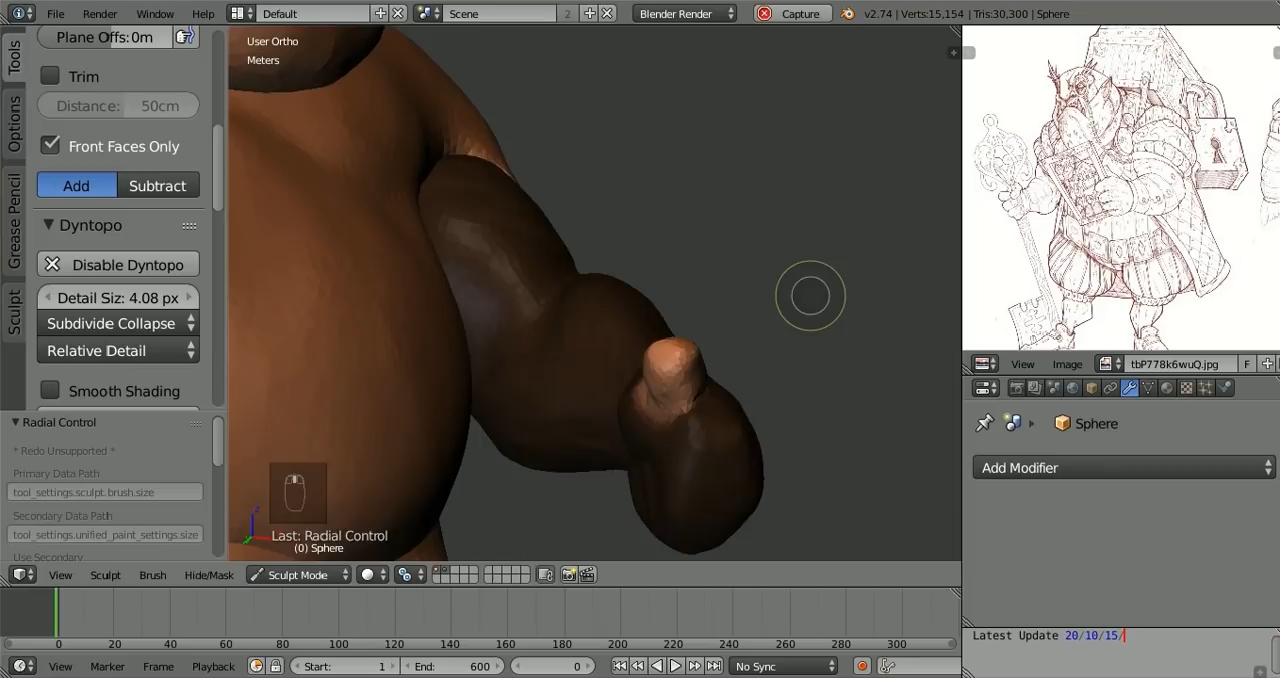 File Render Window Help Default Scene 2 Blender Render Capture v2.74 | Verts:15,154 | Tris:30,300 | Sphere
Tools
Options
Grease Pencil
Sculpt
Plane Offs:0m
Trim
Distance: 50cm
Front Faces Only
Add Subtract
Dyntopo
Disable Dyntopo
Detail Siz: 4.08 px
Subdivide Collapse
Relative Detail
Smooth Shading
Radial Control
* Redo Unsupported *
Primary Data Path
tool_settings.sculpt.brush.size
Secondary Data Path
tool_settings.unified_paint_settings.size
Use Secondary
User Ortho
Meters
z
Last: Radial Control
(0) Sphere
View Sculpt Brush Hide/Mask Sculpt Mode
0 20 40 60 80 100 120 140 160 180 200 220 240 260 280 300
View Marker Frame Playback Start: 1 End: 600 0 No Sync
View Image tbP778k6wuQ.jpg F
Sphere
Add Modifier
Latest Update 20/10/15/